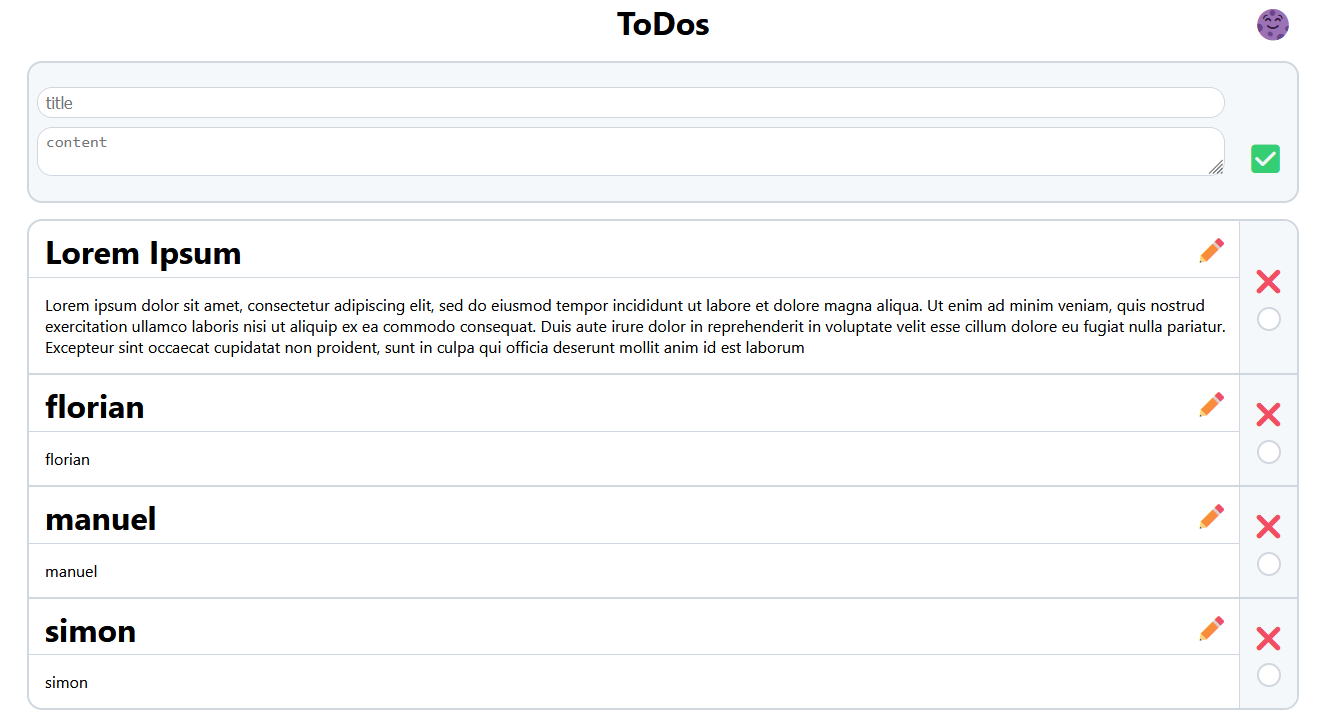 ToDos
title
content
Lorem Ipsum
Lorem ipsum dolor sit amet, consectetur adipiscing elit, sed do eiusmod tempor incididunt ut labore et dolore magna aliqua. Ut enim ad minim veniam, quis nostrud
exercitation ullamco laboris nisi ut aliquip ex ea commodo consequat. Duis aute irure dolor in reprehenderit in voluptate velit esse cillum dolore eu fugiat nulla pariatur.
Excepteur sint occaecat cupidatat non proident, sunt in culpa qui officia deserunt mollit anim id est laborum
florian
florian
manuel
manuel
simon
simon